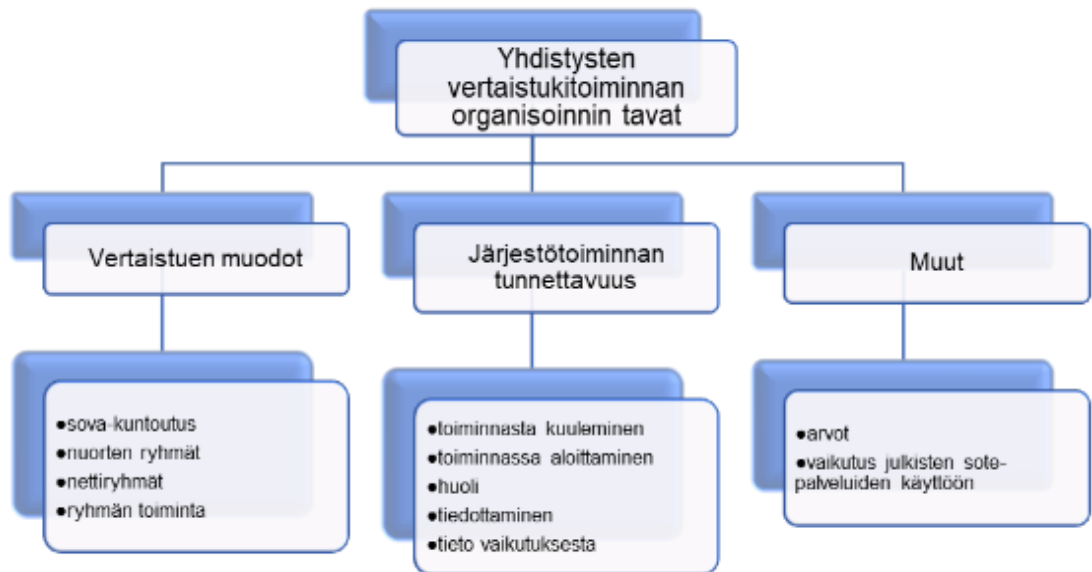 Yhdistysten
vertaistukitoiminnan
organisoinnin tavat
Vertaistuen muodot
●sova-kuntoutus
●nuorten ryhmät
●nettiryhmät
●ryhmän toiminta
Järjestötoiminnan
tunnettavuus
●toiminnasta kuuleminen
●toiminnassa aloittaminen
●huoli
●tiedottaminen
●tieto vaikutuksesta
Muut
●arvot
●vaikutus julkisten sote-
palveluiden käyttöön